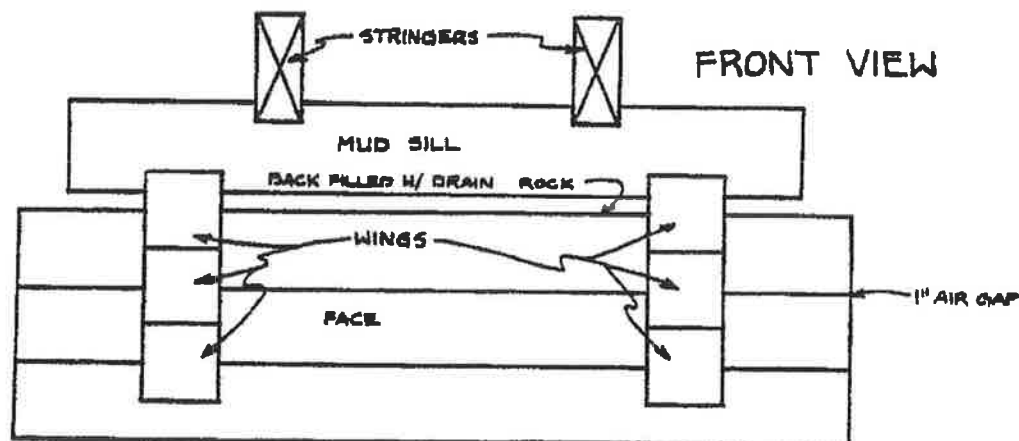 STRINGERS
FRONT VIEW
MUD SILL
BACK FILLED W/ DRAIN ROCK
WINGS
1" AIR GAP
FACE